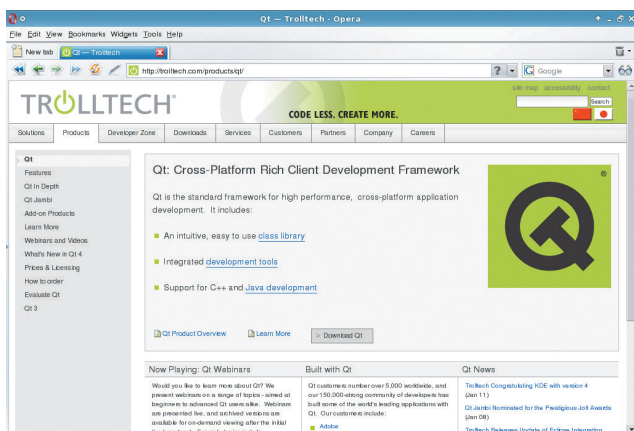 Qt — Trolltech - Opera
File Edit View Bookmarks Widgets Tools Help
New tab Qt — Trolltech
http://trolltech.com/products/qt/ ? Google
site map accessibility contact
TROLLTECH®
Search
CODE LESS. CREATE MORE.
Solutions Products Developer Zone Downloads Services Customers Partners Company Careers
Qt
Features
Qt In Depth
Qt Jambi
Add-on Products
Learn More
Webinars and Videos
What's New in Qt 4
Prices & Licensing
How to order
Evaluate Qt
Qt 3
Qt: Cross-Platform Rich Client Development Framework
Qt is the standard framework for high performance, cross-platform application
development. It includes:
An intuitive, easy to use class library
Integrated development tools
Support for C++ and Java development
Qt Product Overview Learn More > Download Qt
®
Now Playing: Qt Webinars
Would you like to learn more about Qt? We
present webinars on a range of topics - aimed at
beginners to advanced Qt users alike. Webinars
are presented live, and archived versions are
available for on-demand viewing after the initial
Built with Qt
Qt customers number over 5,000 worldwide, and
our 150,000-strong community of developers has
built some of the world's leading applications with
Qt. Our customers include:
Adobe
Qt News
Trolltech Congratulating KDE with version 4
(Jan 11)
Qt Jambi Nominated for the Prestigious Jolt Awards
(Jan 08)
Trolltech Releases Update of Eclipse Integration